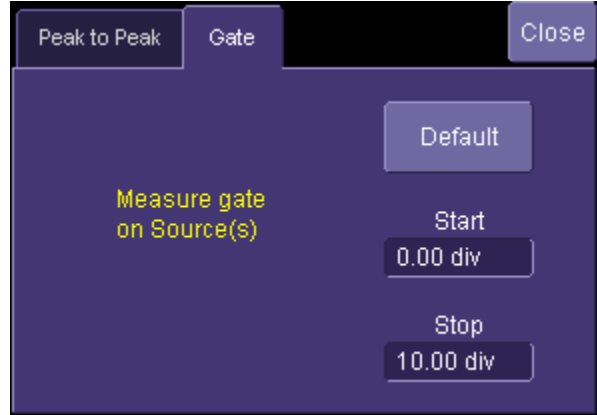 Peak to Peak
Gate
Close
Default
Measure gate
on Source(s)
Start
0.00 div
Stop
10.00 div